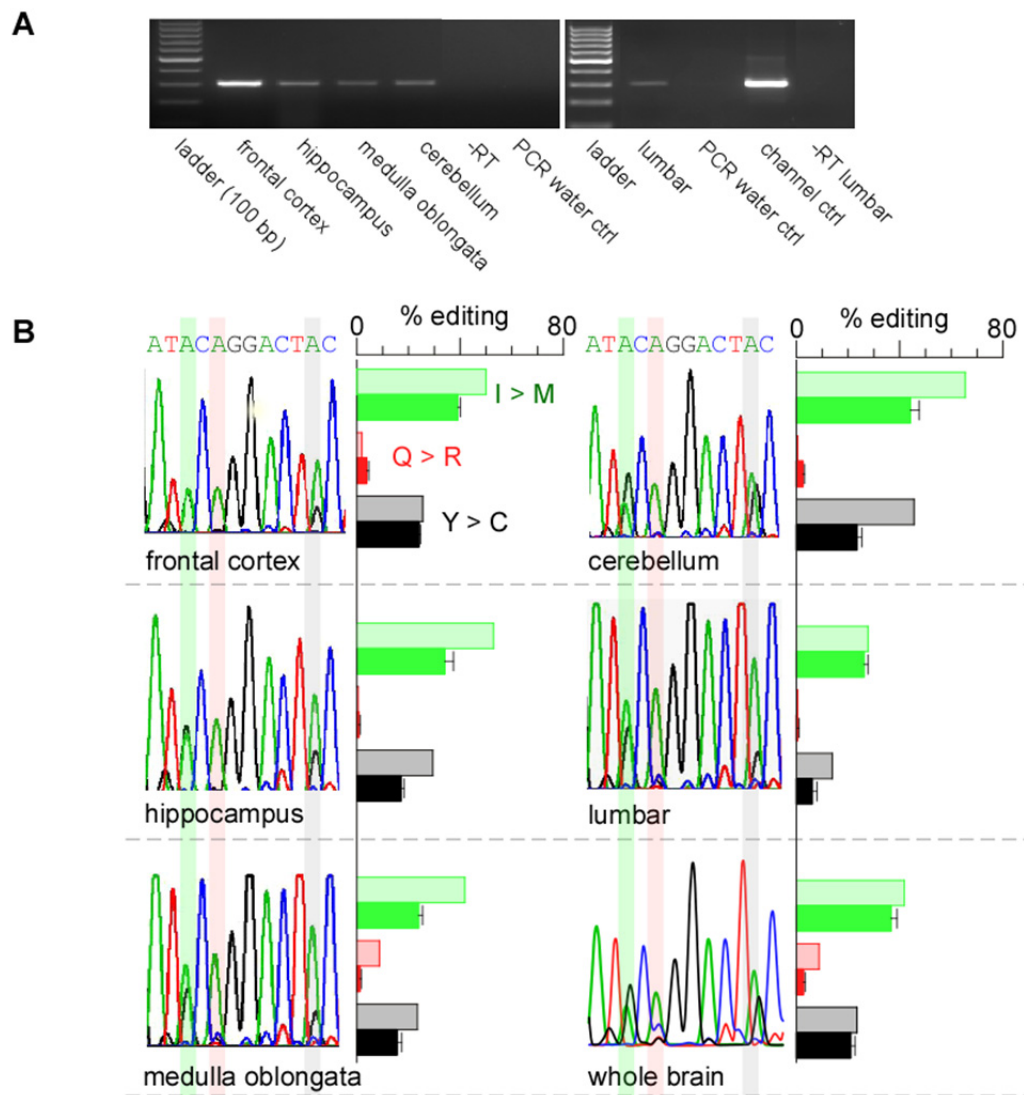 A
ladder (100 bp)
frontal cortex
hippocampus
medulla oblongata
cerebellum
-RT
PCR water ctrl
ladder
lumbar
PCR water ctrl
channel ctrl
-RT lumbar
B
0 % editing 80
ATACAGGACTAC
I > M
Q > R
Y > C
frontal cortex
0 % editing 80
ATACAGGACTAC
cerebellum
hippocampus
lumbar
medulla oblongata
whole brain